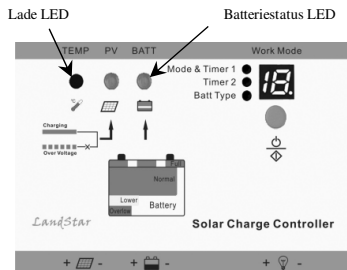 Lade LED
Batteriestatus LED
TEMP PV BATT
Work Mode
Mode & Timer 1
Timer 2
Batt Type
18.
Charging
Over Voltage
Full
Normal
Lower
Battery
LandStar
Solar Charge Controller
+ - + - + -